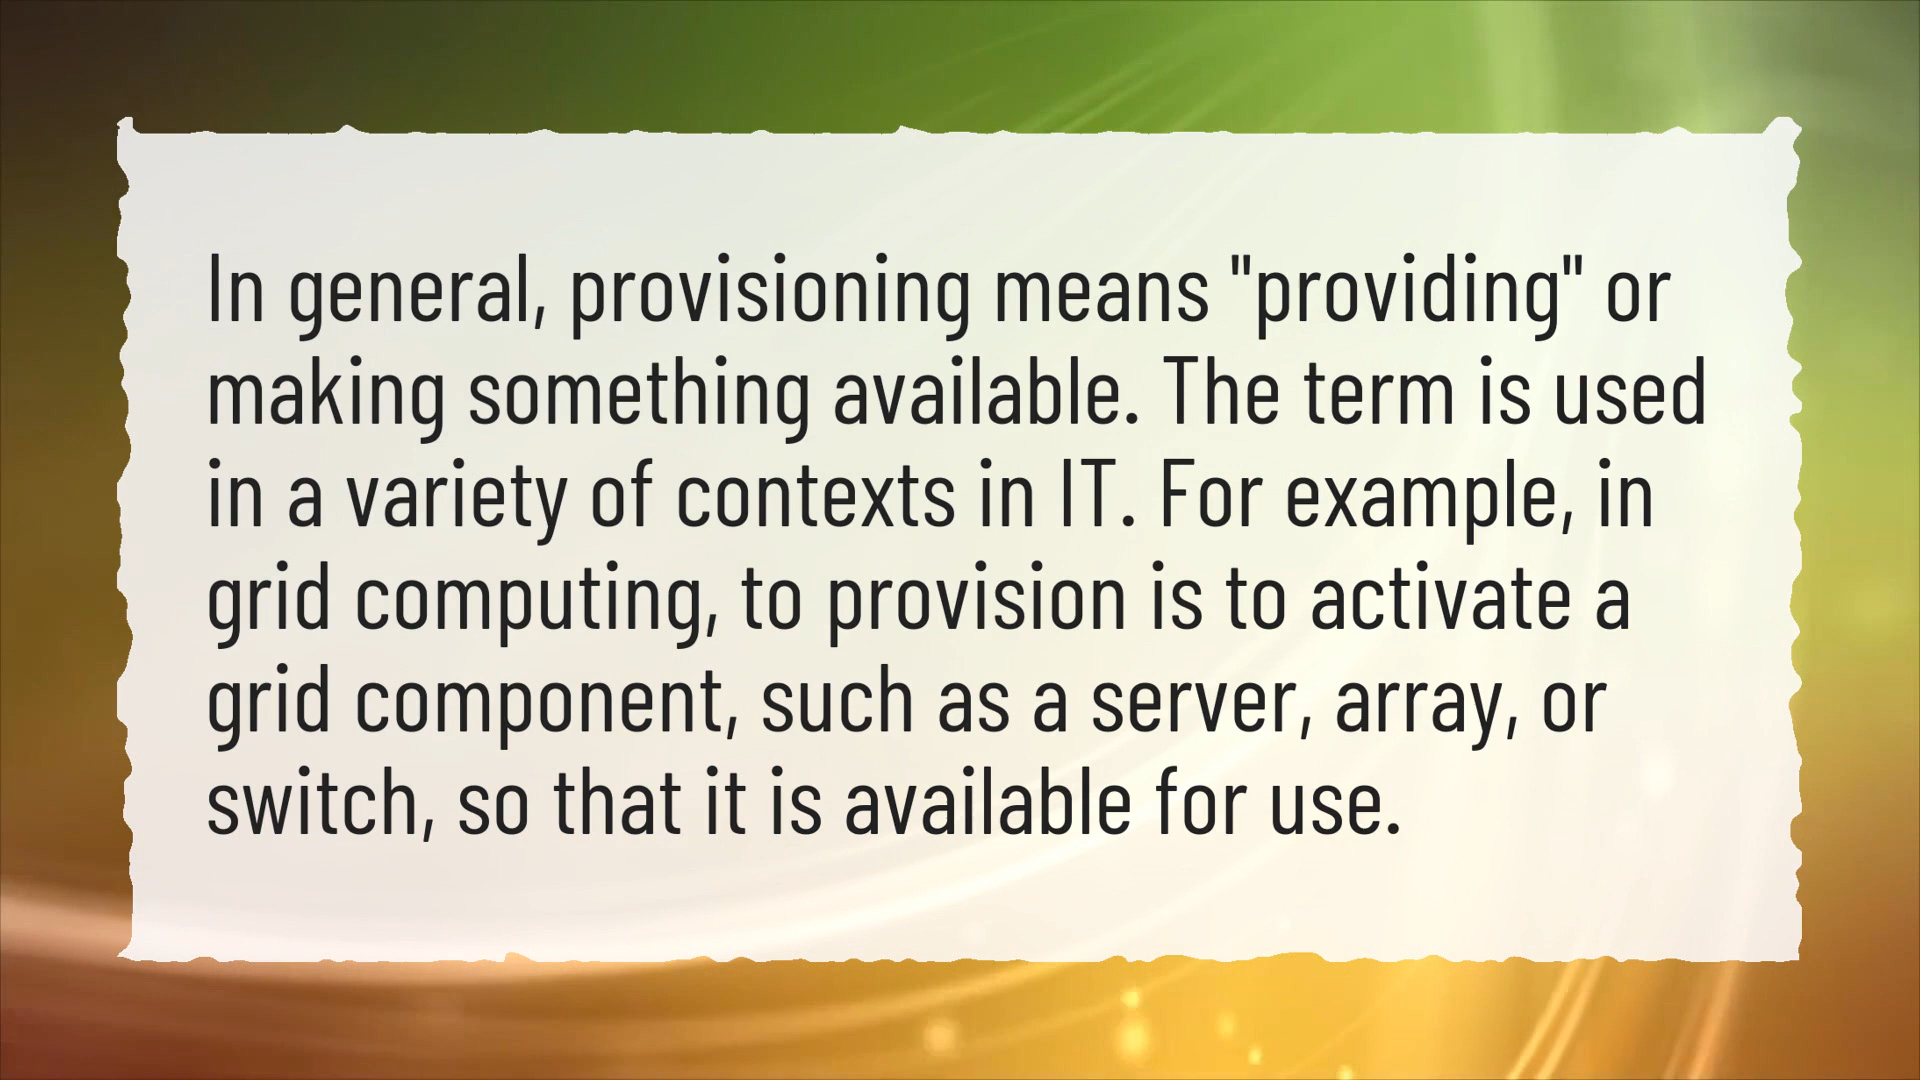 In general, provisioning means "providing" or
making something available. The term is used
in a variety of contexts in IT. For example, in
grid computing, to provision is to activate a
grid component, such as a server, array, or
switch, so that it is available for use.